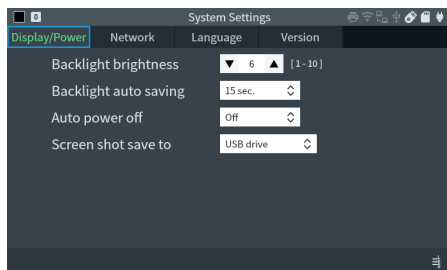 0 System Settings
Display/Power Network Language Version
Backlight brightness ▼ 6 ▲ [1-10]
Backlight auto saving 15 sec.
Auto power off Off
Screen shot save to USB drive